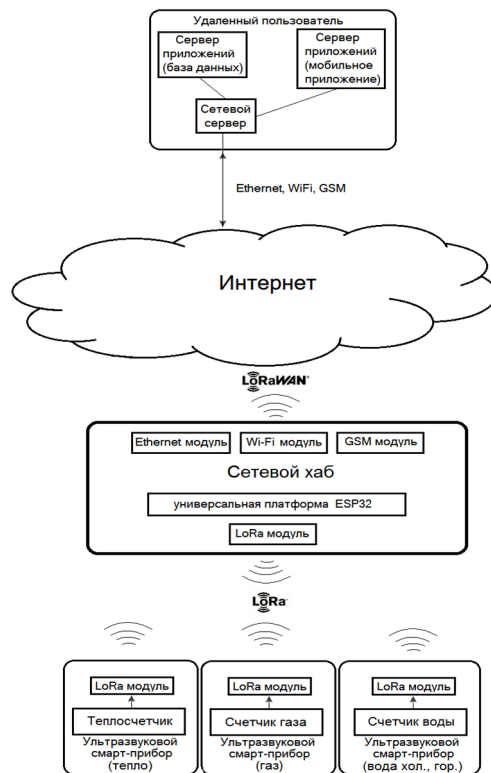 Удаленный пользователь
Сервер
приложений
(база данных)
Сервер
приложений
(мобильное
приложение)
Сетевой
сервер
Ethernet, WiFi, GSM
Интернет
LoRaWAN®
Ethernet модуль
Wi-Fi модуль
GSM модуль
Сетевой хаб
универсальная платформа ESP32
LoRa модуль
LoRa®
LoRa модуль
Теплосчетчик
Ультразвуковой
смарт-прибор
(тепло)
LoRa модуль
Счетчик газа
Ультразвуковой
смарт-прибор
(газ)
LoRa модуль
Счетчик воды
Ультразвуковой
смарт-прибор
(вода хол., гор.)